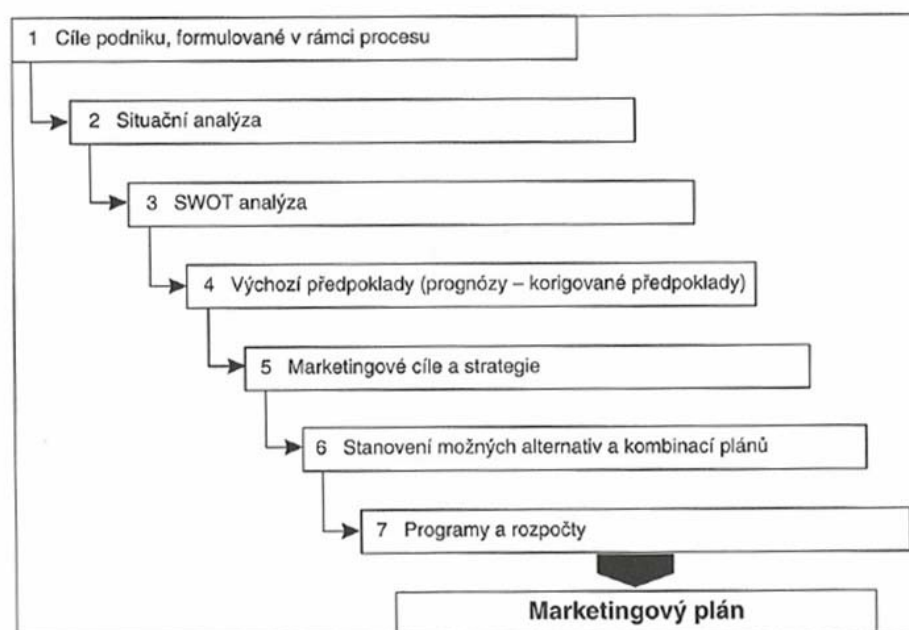 1 Cíle podniku, formulované v rámci procesu
2 Situační analýza
3 SWOT analýza
4 Výchozí předpoklady (prognózy – korigované předpoklady)
5 Marketingové cíle a strategie
6 Stanovení možných alternativ a kombinací plánů
7 Programy a rozpočty
Marketingový plán